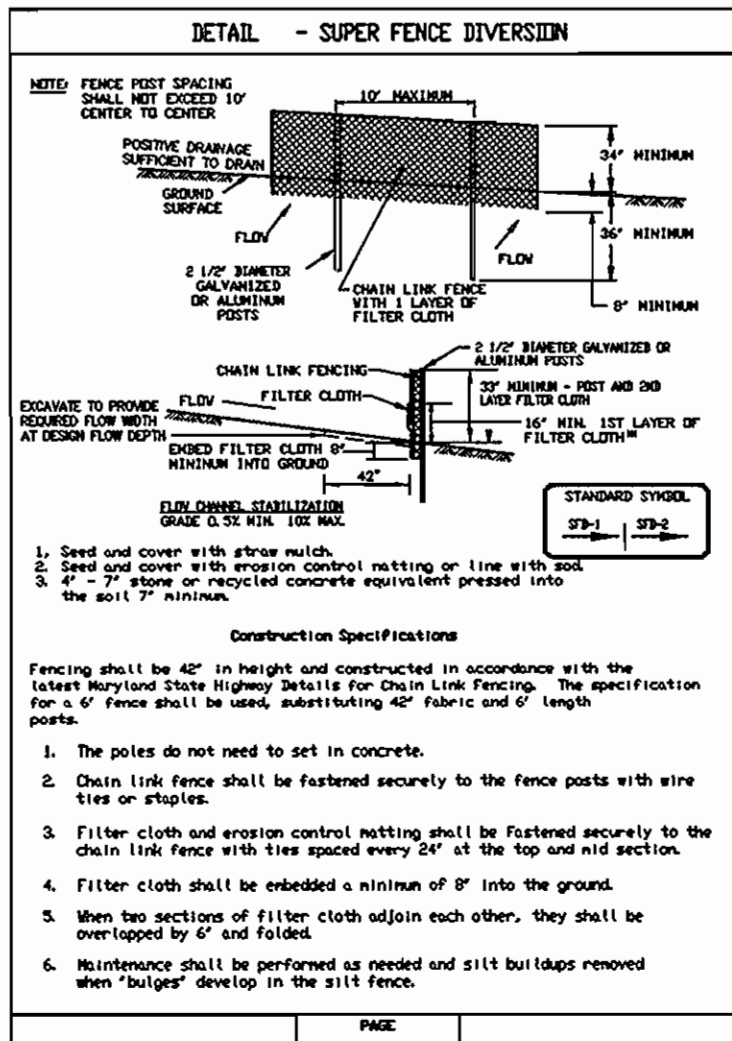 DETAIL - SUPER FENCE DIVERSION
NOTE: FENCE POST SPACING
SHALL NOT EXCEED 10'
CENTER TO CENTER
10' MAXIMUM
POSITIVE DRAINAGE
SUFFICIENT TO DRAIN
34" MINIMUM
GROUND
SURFACE
FLOW
36" MINIMUM
FLOW
2 1/2" DIAMETER
GALVANIZED
OR ALUMINUM
POSTS
CHAIN LINK FENCE
WITH 1 LAYER OF
FILTER CLOTH
8" MINIMUM
2 1/2" DIAMETER GALVANIZED OR
ALUMINUM POSTS
CHAIN LINK FENCING
33" MINIMUM - POST AND 2ND
LAYER FILTER CLOTH
FILTER CLOTH
FLOW
EXCAVATE TO PROVIDE
REQUIRED FLOW WIDTH
AT DESIGN FLOW DEPTH
16" MIN. 1ST LAYER OF
FILTER CLOTH
EMBED FILTER CLOTH 8"
MININUM INTO GROUND
42"
FLOW CHANNEL STABILIZATION
GRADE 0.5% MIN. 10% MAX.
STANDARD SYMBOL
SFD-1 SFD-2
1. Seed and cover with straw mulch.
2. Seed and cover with erosion control matting or line with sod.
3. 4" - 7" stone or recycled concrete equivalent pressed into
the soil 7" minimum.
Construction Specifications
Fencing shall be 42" in height and constructed in accordance with the
latest Maryland State Highway Details for Chain Link Fencing. The specification
for a 6' fence shall be used, substituting 42" fabric and 6' length
posts.
1. The poles do not need to set in concrete.
2. Chain link fence shall be fastened securely to the fence posts with wire
ties or staples.
3. Filter cloth and erosion control matting shall be Fastened securely to the
chain link fence with ties spaced every 24" at the top and mid section.
4. Filter cloth shall be embedded a minimum of 8" into the ground.
5. When two sections of filter cloth adjoin each other, they shall be
overlapped by 6" and folded.
6. Maintenance shall be performed as needed and silt buildups removed
when "bulges" develop in the silt fence.
PAGE